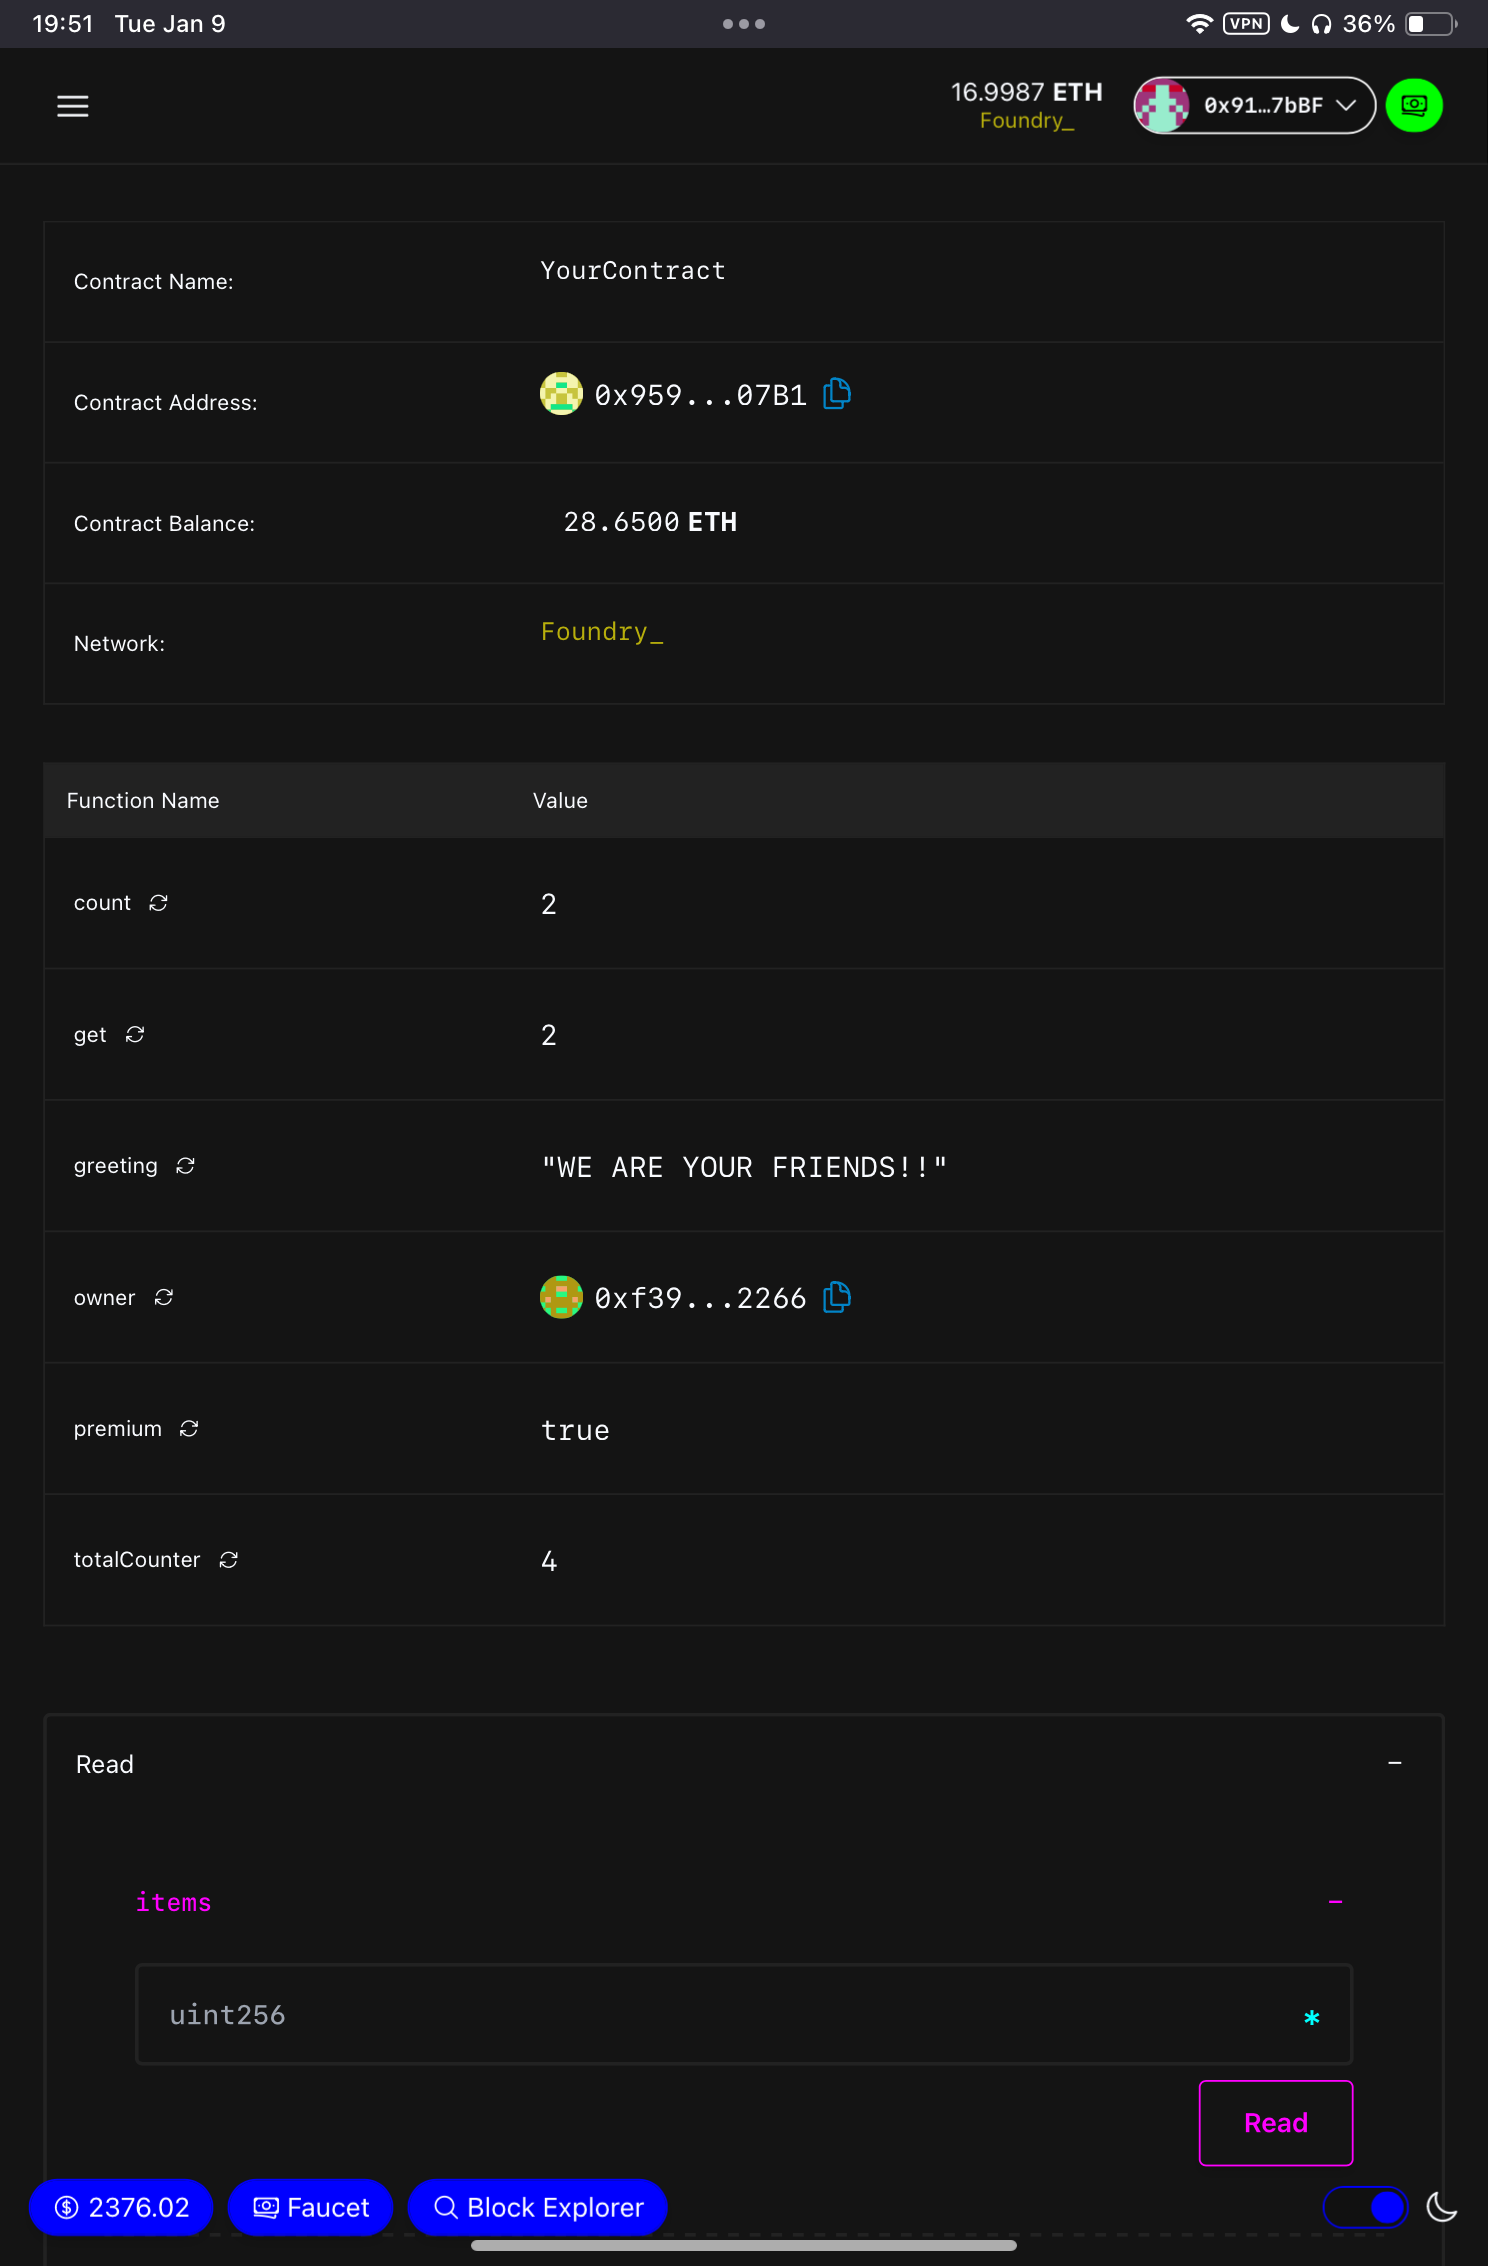 19:51 Tue Jan 9
VPN 36%
16.9987 ETH
Foundry_
0x91...7bBF
Contract Name: YourContract
Contract Address: 0x959...07B1
Contract Balance: 28.6500 ETH
Network: Foundry_
Function Name Value
count 2
get 2
greeting "WE ARE YOUR FRIENDS!!"
owner 0xf39...2266
premium true
totalCounter 4
Read −
items −
uint256 *
Read
2376.02 Faucet Block Explorer